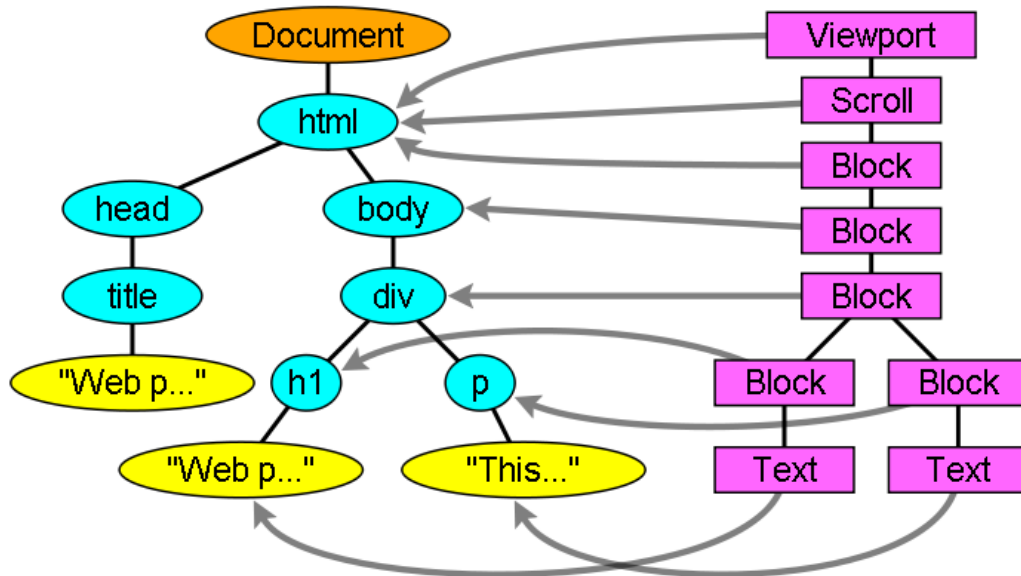 Document
Viewport
html
Scroll
Block
head
body
Block
title
div
Block
"Web p..."
h1
p
Block
Block
"Web p..."
"This..."
Text
Text